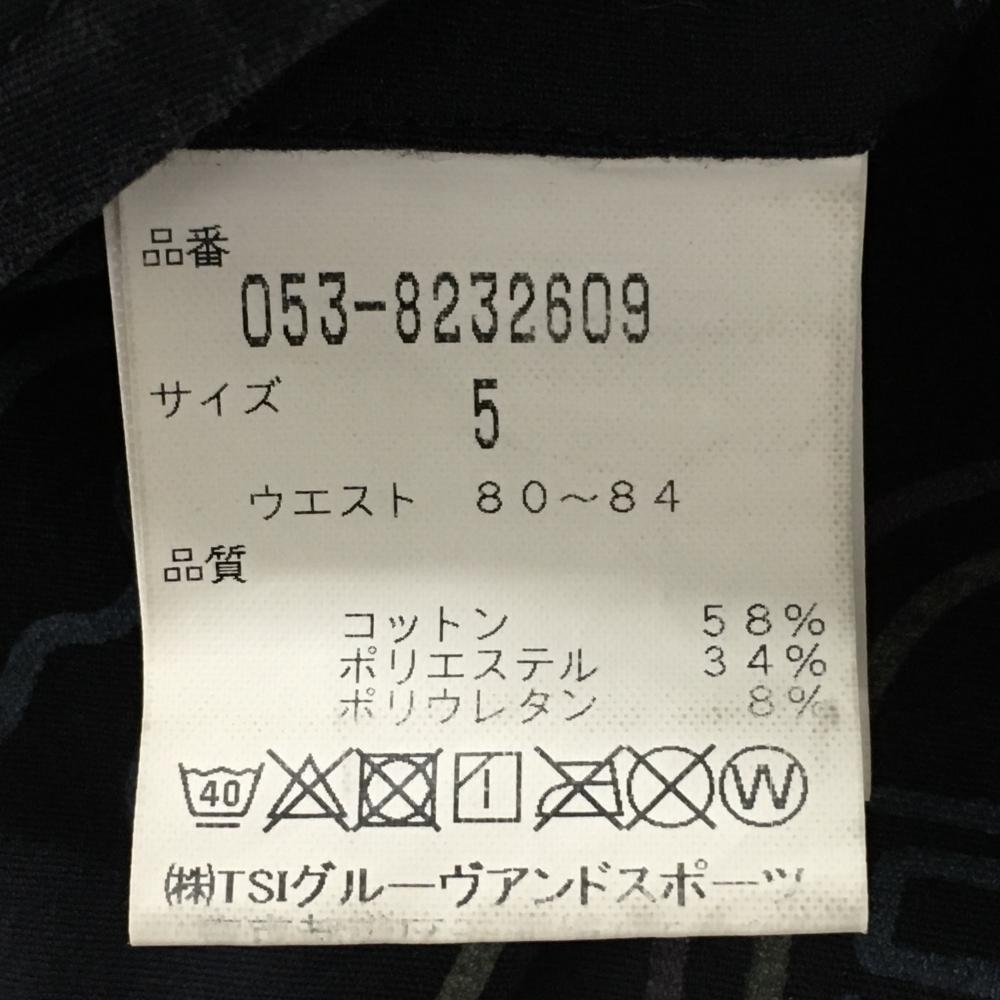 品番
053-8232609
サイズ 5
ウエスト 80～84
品質
コットン 58%
ポリエステル 34%
ポリウレタン 8%
40 W
㈱TSIグルーヴアンドスポーツ